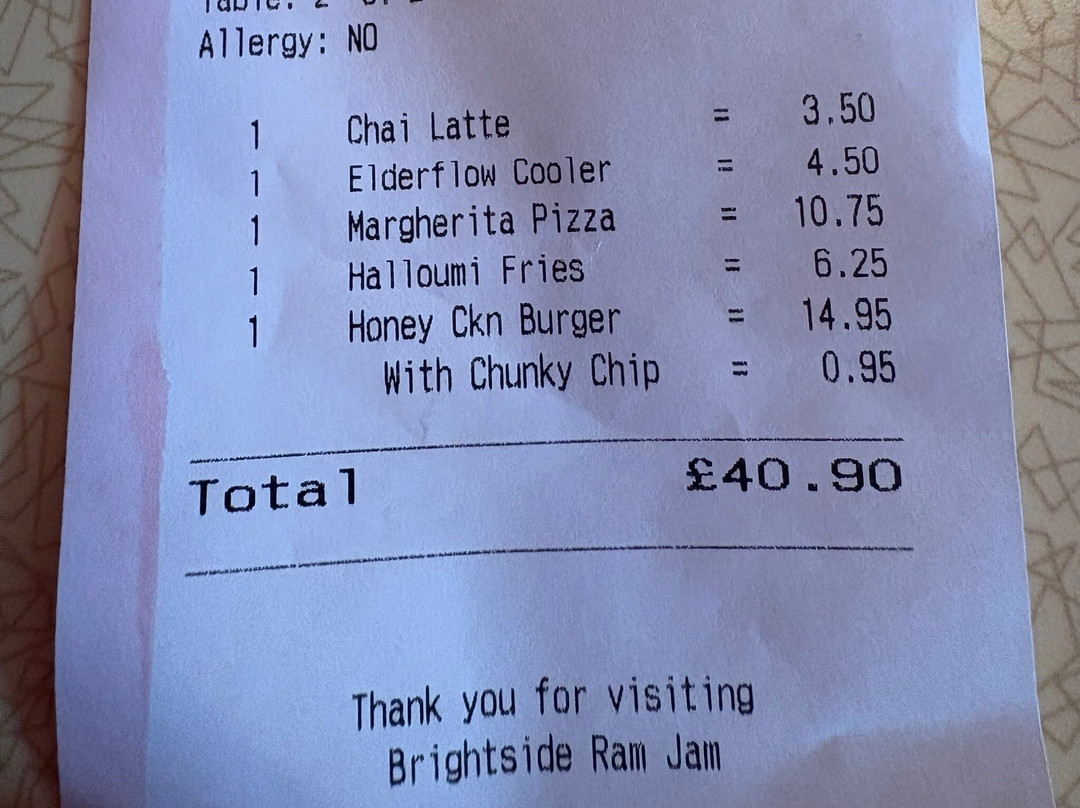 Allergy: NO
1 Chai Latte = 3.50
1 Elderflow Cooler = 4.50
1 Margherita Pizza = 10.75
1 Halloumi Fries = 6.25
1 Honey Ckn Burger = 14.95
With Chunky Chip = 0.95
Total £40.90
Thank you for visiting
Brightside Ram Jam